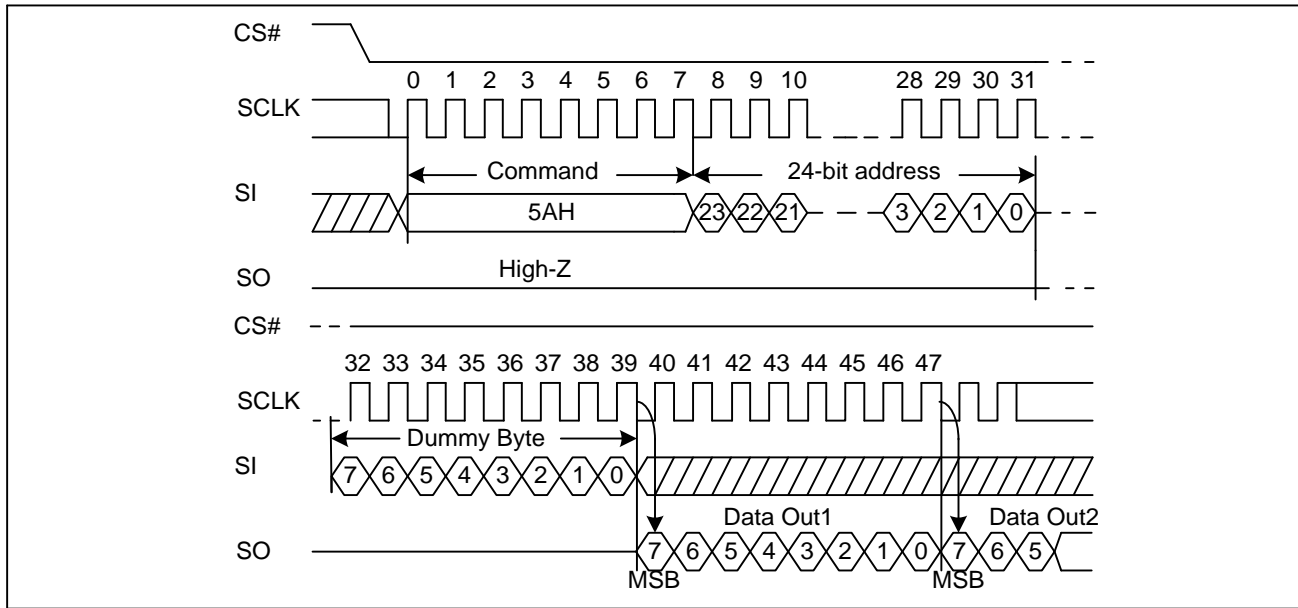 CS#
0 1 2 3 4 5 6 7 8 9 10 28 29 30 31
SCLK
Command 24-bit address
SI
5AH 23 22 21 3 2 1 0
High-Z
SO
CS#
32 33 34 35 36 37 38 39 40 41 42 43 44 45 46 47
SCLK
Dummy Byte
SI
7 6 5 4 3 2 1 0
Data Out1 Data Out2
SO
7 6 5 4 3 2 1 0 7 6 5
MSB MSB